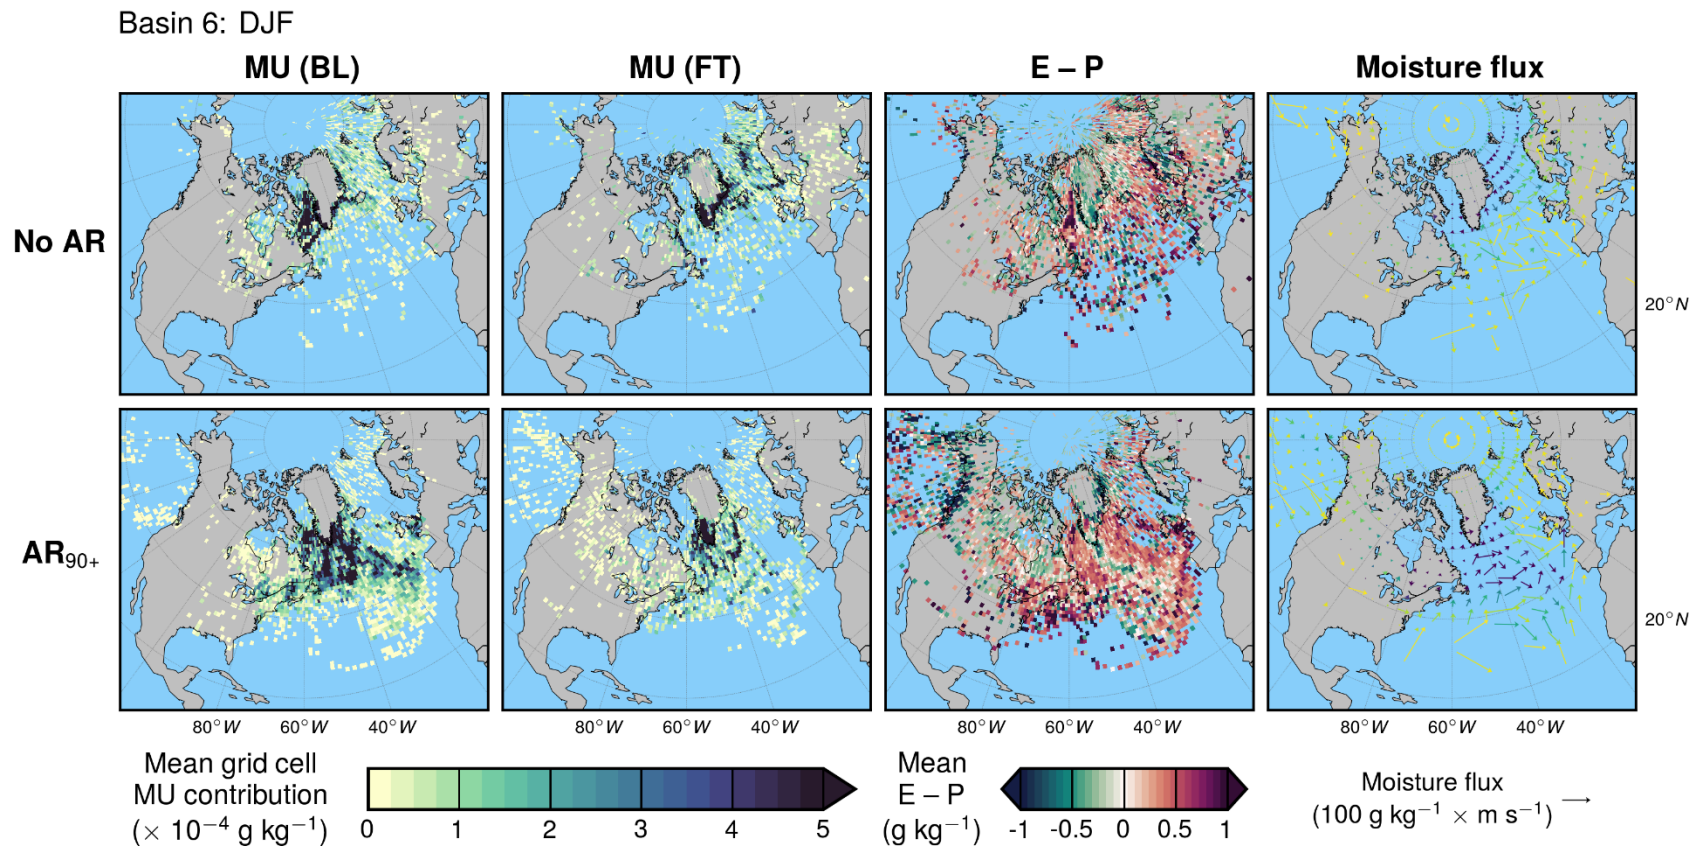 Basin 6: DJF
MU (BL)
MU (FT)
E – P
Moisture flux
No AR
20°N
AR90+
20°N
80°W 60°W 40°W
80°W 60°W 40°W
80°W 60°W 40°W
80°W 60°W 40°W
Mean grid cell
MU contribution
(× 10⁻⁴ g kg⁻¹)
0 1 2 3 4 5
Mean
E – P
(g kg⁻¹)
-1 -0.5 0 0.5 1
Moisture flux
(100 g kg⁻¹ × m s⁻¹)